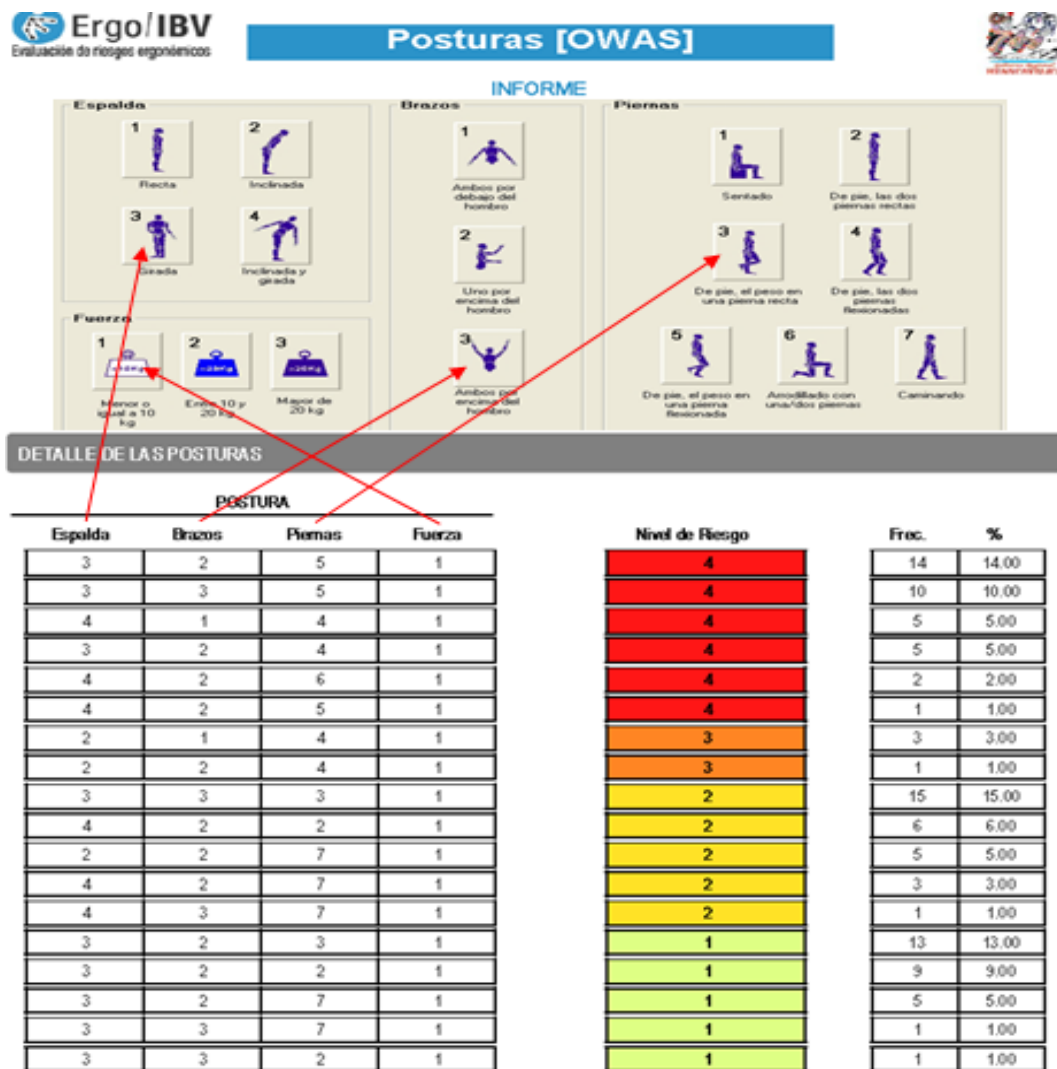 Ergo/IBV
Evaluación de riesgos ergonómicos
Posturas [OWAS]
INFORME
Espalda
Brazos
Piernas
1
2
1
1
2
Recta
Inclinada
Ambos por
debajo del
hombro
Sentado
De pie, las dos
piernas rectas
3
4
2
3
4
Girada
Inclinada y
girada
Uno por
encima del
hombro
De pie, el peso en
una pierna recta
De pie, las dos
piernas
flexionadas
Fuerza
1
2
3
3
5
6
7
Menor o
igual a 10
kg
Entre 10 y
20 kg
Mayor de
20 kg
Ambos por
encima del
hombro
De pie, el peso en
una pierna
flexionada
Arrodillado con
una/dos piernas
Caminando
DETALLE DE LAS POSTURAS
POSTURA
Espalda Brazos Piernas Fuerza Nivel de Riesgo Frec. %
3 2 5 1 4 14 14.00
3 3 5 1 4 10 10.00
4 1 4 1 4 5 5.00
3 2 4 1 4 5 5.00
4 2 6 1 4 2 2.00
4 2 5 1 4 1 1.00
2 1 4 1 3 3 3.00
2 2 4 1 3 1 1.00
3 3 3 1 2 15 15.00
4 2 2 1 2 6 6.00
2 2 7 1 2 5 5.00
4 2 7 1 2 3 3.00
4 3 7 1 2 1 1.00
3 2 3 1 1 13 13.00
3 2 2 1 1 9 9.00
3 2 7 1 1 5 5.00
3 3 7 1 1 1 1.00
3 3 2 1 1 1 1.00